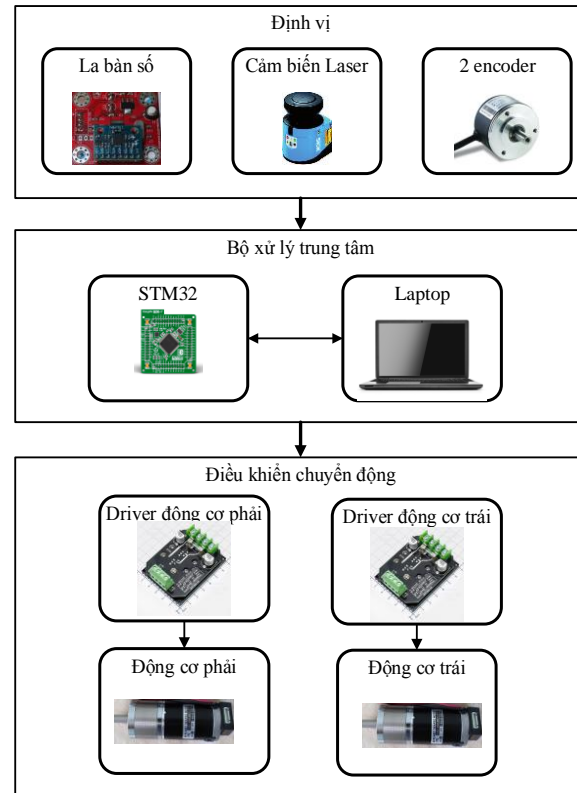 Định vị
La bàn số
Cảm biến Laser
2 encoder
Bộ xử lý trung tâm
STM32
Laptop
Điều khiển chuyển động
Driver động cơ phải
Driver động cơ trái
Động cơ phải
Động cơ trái